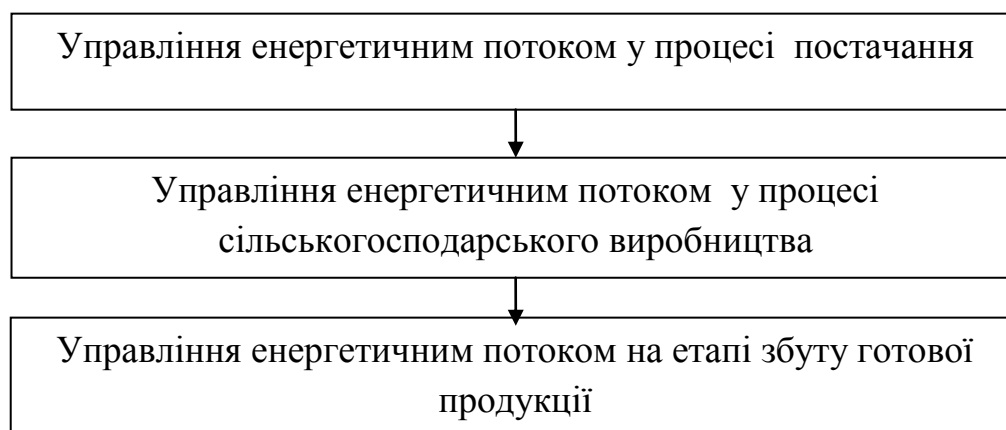 Управління енергетичним потоком у процесі постачання
Управління енергетичним потоком у процесі
сільськогосподарського виробництва
Управління енергетичним потоком на етапі збуту готової
продукції